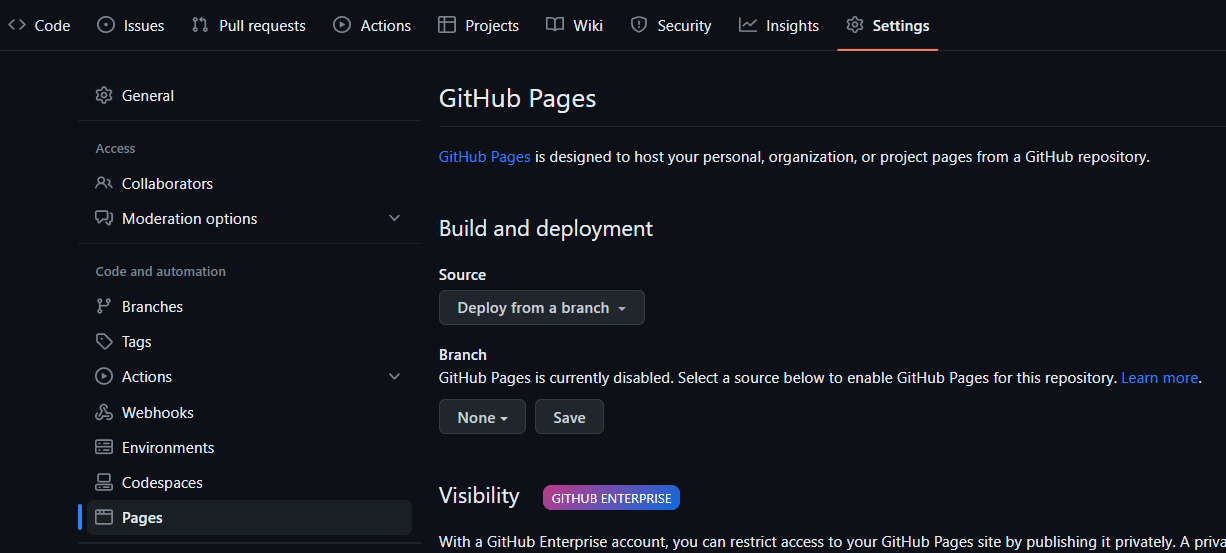 Code Issues Pull requests Actions Projects Wiki Security Insights Settings
General
Access
Collaborators
Moderation options
Code and automation
Branches
Tags
Actions
Webhooks
Environments
Codespaces
Pages
GitHub Pages
GitHub Pages is designed to host your personal, organization, or project pages from a GitHub repository.
Build and deployment
Source
Deploy from a branch
Branch
GitHub Pages is currently disabled. Select a source below to enable GitHub Pages for this repository. Learn more.
None Save
Visibility GITHUB ENTERPRISE
With a GitHub Enterprise account, you can restrict access to your GitHub Pages site by publishing it privately. A priva